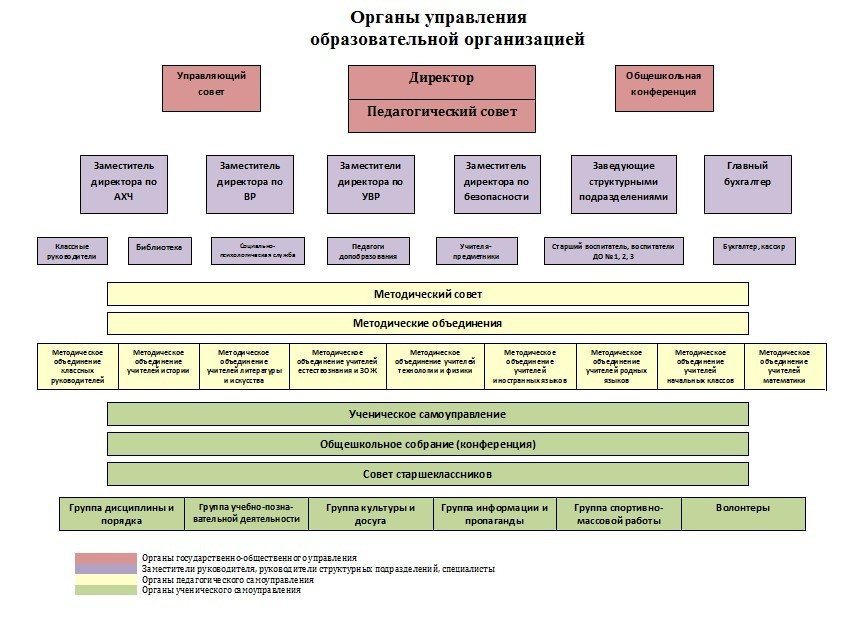 Органы управления
образовательной организацией
Управляющий
совет
Директор
Педагогический совет
Общешкольная
конференция
Заместитель
директора по
АХЧ
Заместитель
директора по
ВР
Заместители
директора по
УВР
Заместитель
директора по
безопасности
Заведующие
структурными
подразделениями
Главный
бухгалтер
Классные
руководители
Библиотека
Социально-
психологическая служба
Педагоги
допобразования
Учителя-
предметники
Старший воспитатель, воспитатели
ДО №1, 2, 3
Бухгалтер, кассир
Методический совет
Методические объединения
Методическое
объединение
классных
руководителей
Методическое
объединение
учителей истории
Методическое
объединение
учителей литературы
и искусства
Методическое
объединение учителей
естествознания и ЗОЖ
Методическое
объединение учителей
технологии и физики
Методическое
объединение
учителей
иностранных языков
Методическое
объединение
учителей родных
языков
Методическое
объединение
учителей
начальных классов
Методическое
объединение
учителей
математики
Ученическое самоуправление
Общешкольное собрание (конференция)
Совет старшеклассников
Группа дисциплины и
порядка
Группа учебно-позна-
вательной деятельности
Группа культуры и
досуга
Группа информации и
пропаганды
Группа спортивно-
массовой работы
Волонтеры
Органы государственно-общественного управления
Заместители руководителя, руководители структурных подразделений, специалисты
Органы педагогического самоуправления
Органы ученического самоуправления